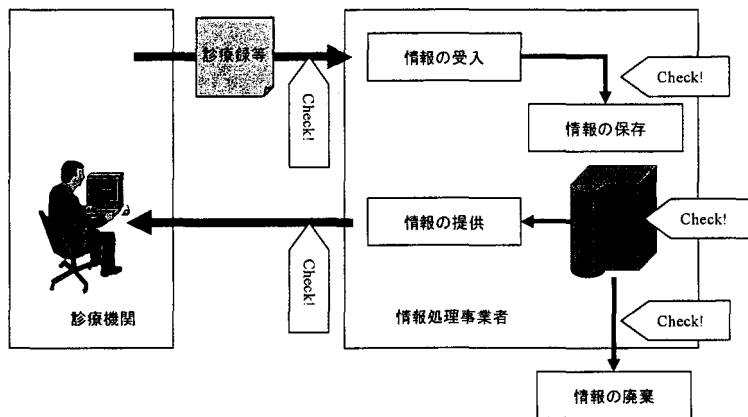 診療録等
情報の受入
Check!
Check!
情報の保存
情報の提供
Check!
Check!
診療機関
情報処理事業者
Check!
情報の廃棄